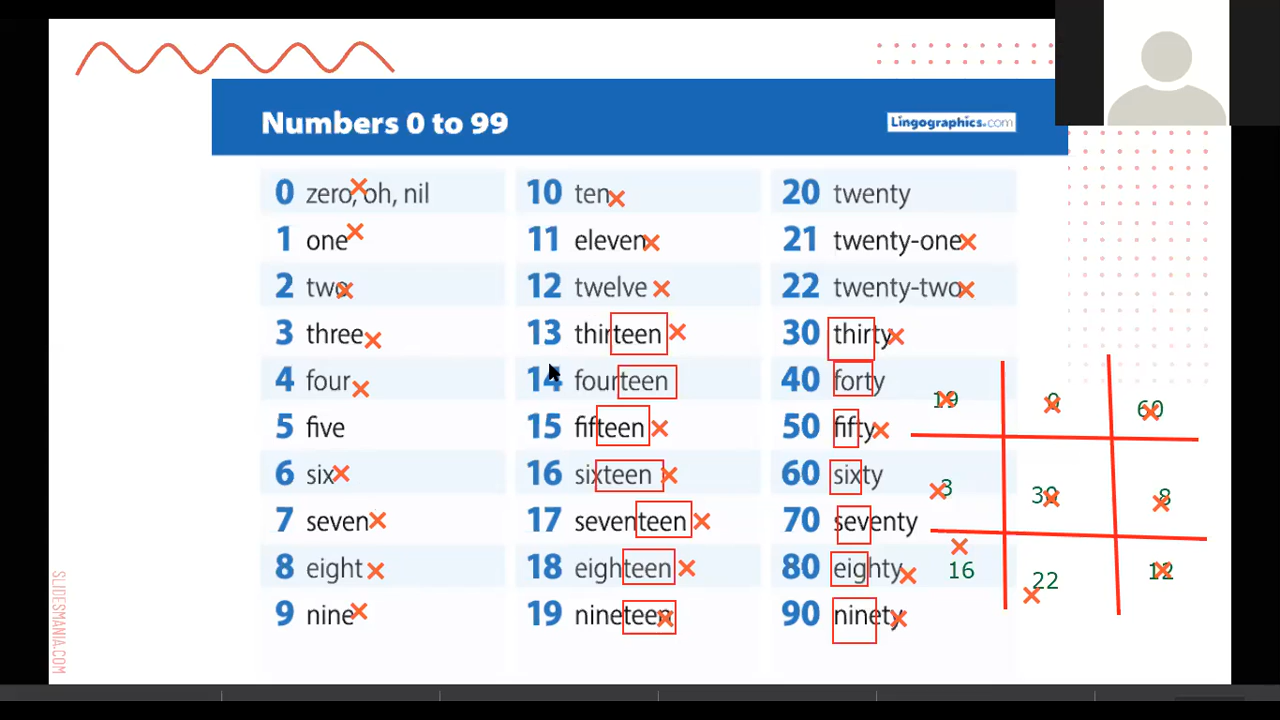 Numbers 0 to 99
Lingographics.com
0 zero, oh, nil
1 one
2 two
3 three
4 four
5 five
6 six
7 seven
8 eight
9 nine
10 ten
11 eleven
12 twelve
13 thirteen
14 fourteen
15 fifteen
16 sixteen
17 seventeen
18 eighteen
19 nineteen
20 twenty
21 twenty-one
22 twenty-two
30 thirty
40 forty
50 fifty
60 sixty
70 seventy
80 eighty
90 ninety
19 0 60
3 30 8
16 22 12
SLIDESMANIA.COM